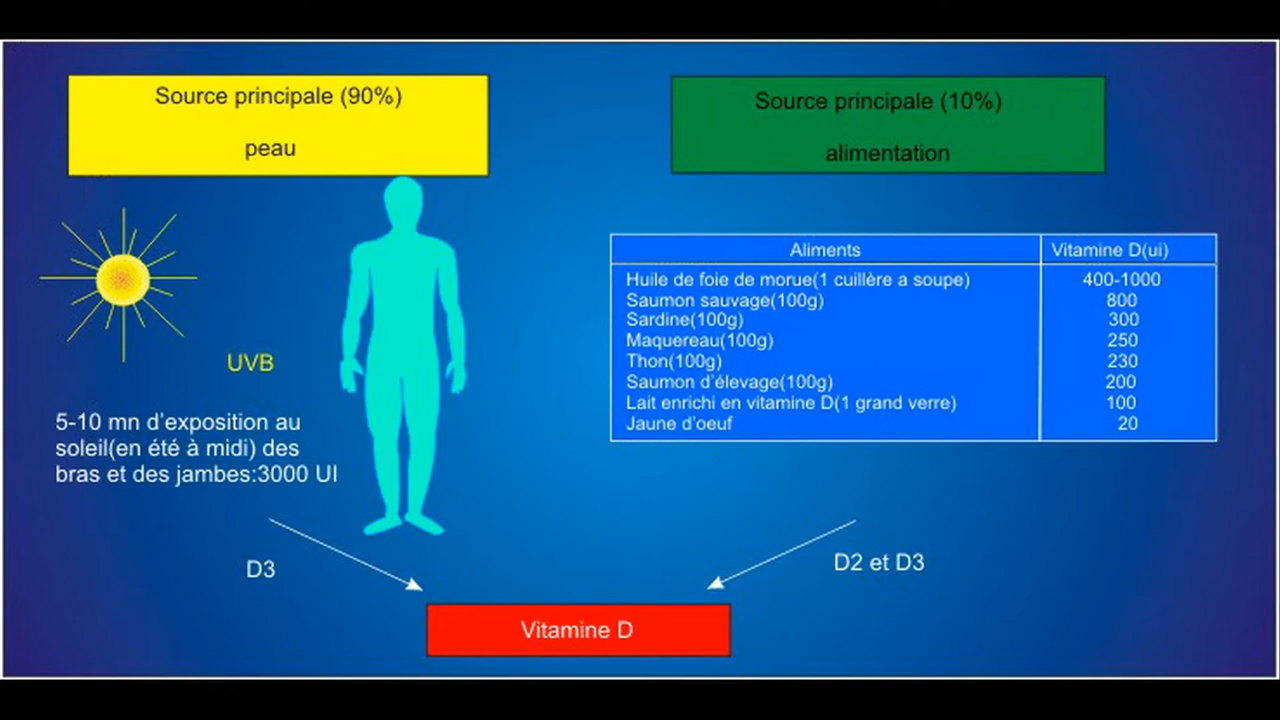 Source principale (90%)
peau
Source principale (10%)
alimentation
UVB
5-10 mn d'exposition au
soleil(en été à midi) des
bras et des jambes:3000 UI
Aliments Vitamine D(ui)
Huile de foie de morue(1 cuillère a soupe) 400-1000
Saumon sauvage(100g) 800
Sardine(100g) 300
Maquereau(100g) 250
Thon(100g) 230
Saumon d'élevage(100g) 200
Lait enrichi en vitamine D(1 grand verre) 100
Jaune d'oeuf 20
D3
D2 et D3
Vitamine D